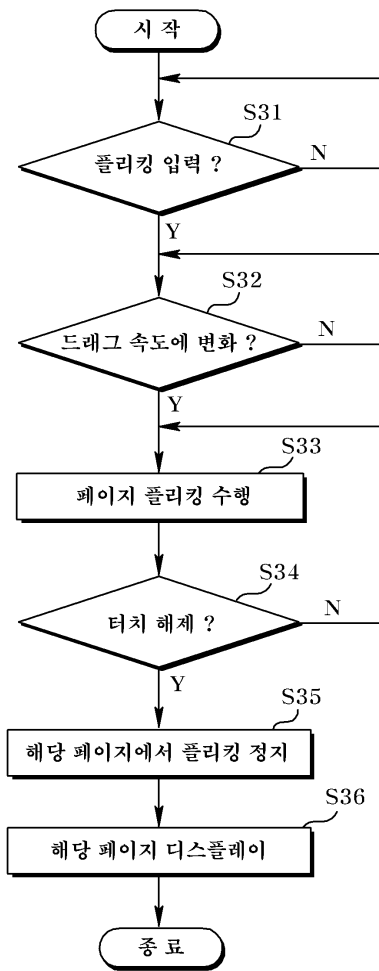 시 작
S31
플리킹 입력 ?
N
Y
S32
드래그 속도에 변화 ?
N
Y
S33
페이지 플리킹 수행
S34
터치 해제 ?
N
Y
S35
해당 페이지에서 플리킹 정지
S36
해당 페이지 디스플레이
종 료